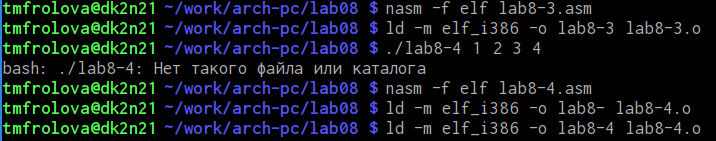 tmfrolova@dk2n21 ~/work/arch-pc/lab08 $ nasm -f elf lab8-3.asm
tmfrolova@dk2n21 ~/work/arch-pc/lab08 $ ld -m elf_i386 -o lab8-3 lab8-3.o
tmfrolova@dk2n21 ~/work/arch-pc/lab08 $ ./lab8-4 1 2 3 4
bash: ./lab8-4: Нет такого файла или каталога
tmfrolova@dk2n21 ~/work/arch-pc/lab08 $ nasm -f elf lab8-4.asm
tmfrolova@dk2n21 ~/work/arch-pc/lab08 $ ld -m elf_i386 -o lab8- lab8-4.o
tmfrolova@dk2n21 ~/work/arch-pc/lab08 $ ld -m elf_i386 -o lab8-4 lab8-4.o